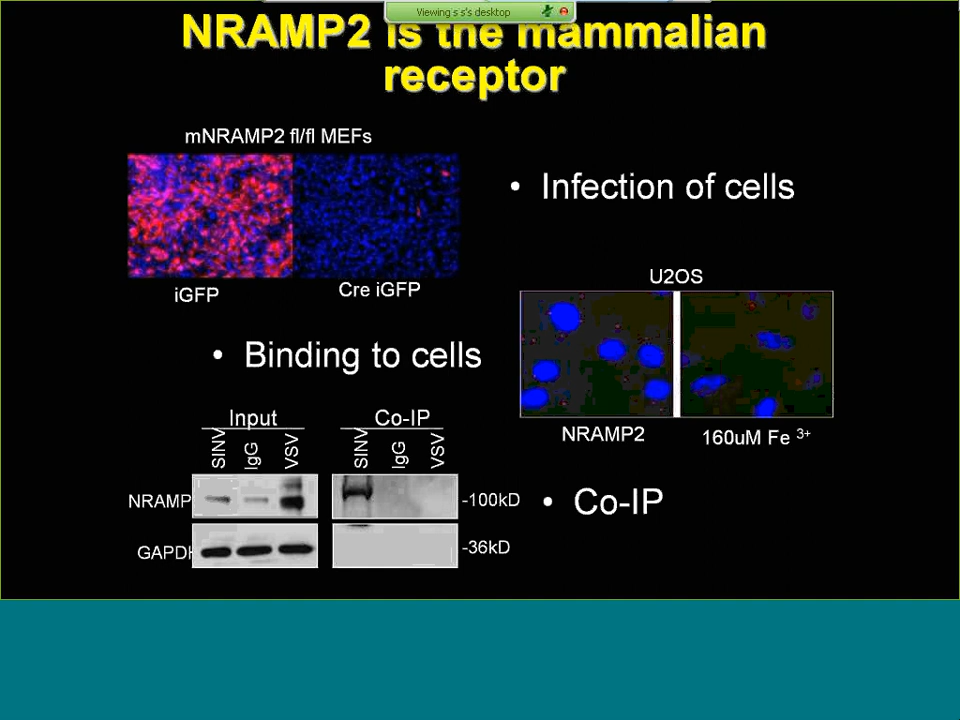 Viewing s s's desktop
NRAMP2 is the mammalian
receptor
mNRAMP2 fl/fl MEFs
iGFP
Cre iGFP
• Infection of cells
U2OS
NRAMP2
160uM Fe 3+
• Binding to cells
Input
Co-IP
SINV
IgG
VSV
SINV
IgG
VSV
NRAMP
-100kD
GAPDH
-36kD
• Co-IP